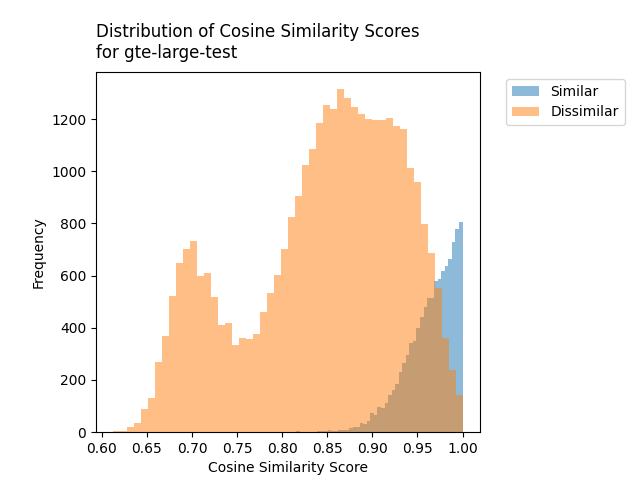 Distribution of Cosine Similarity Scores
for gte-large-test
Similar
Dissimilar
Frequency
1200
1000
800
600
400
200
0
0.60 0.65 0.70 0.75 0.80 0.85 0.90 0.95 1.00
Cosine Similarity Score